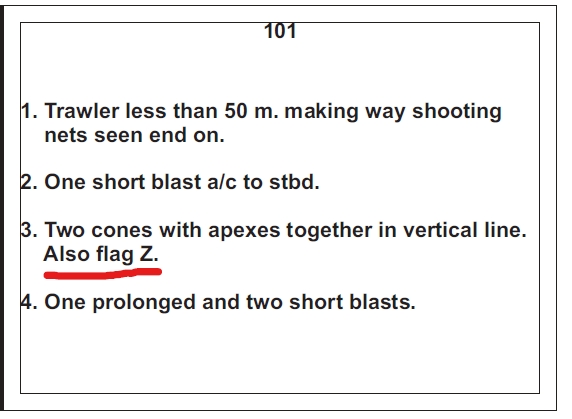 101
1. Trawler less than 50 m. making way shooting
nets seen end on.
2. One short blast a/c to stbd.
3. Two cones with apexes together in vertical line.
Also flag Z.
4. One prolonged and two short blasts.